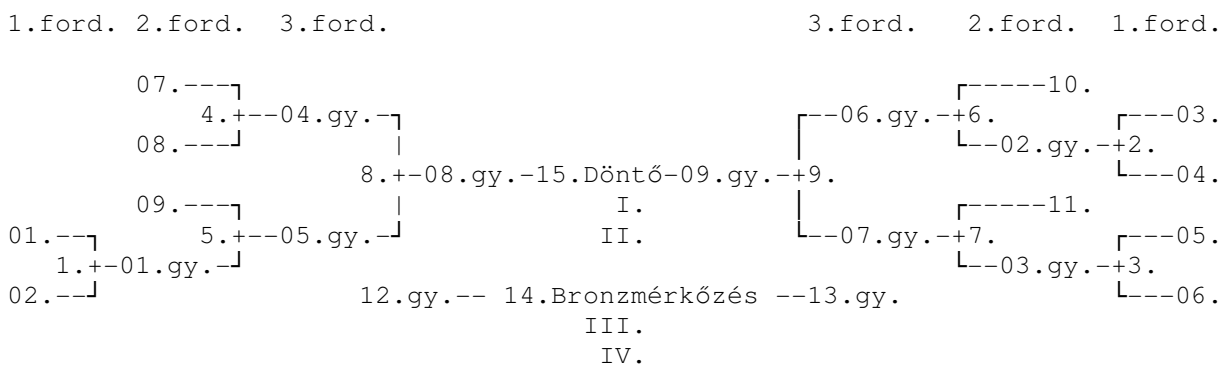 1.ford. 2.ford. 3.ford. 3.ford. 2.ford. 1.ford.
07.---┐ ┌-----10.
4.+--04.gy.-┐ ┌--06.gy.-+6. ┌---03.
08.---┘ | │ └--02.gy.-+2.
8.+-08.gy.-15.Döntő-09.gy.-+9. └---04.
09.---┐ | I. │ ┌-----11.
01.--┐ 5.+--05.gy.-┘ II. └--07.gy.-+7. ┌---05.
1.+-01.gy.-┘ └--03.gy.-+3.
02.--┘ 12.gy.-- 14.Bronzmérkőzés --13.gy. └---06.
III.
IV.